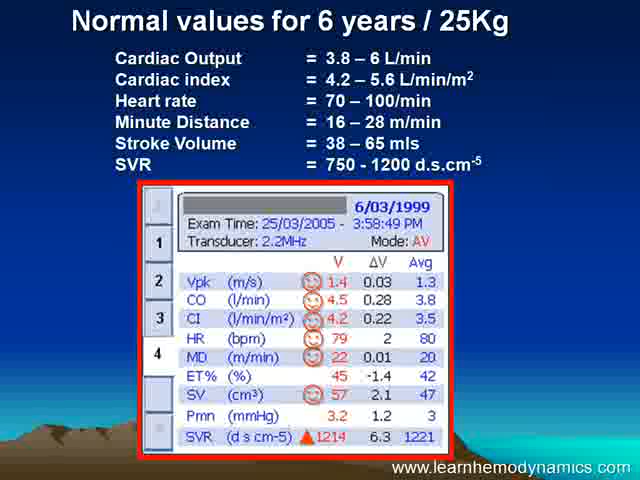 Normal values for 6 years / 25Kg
Cardiac Output = 3.8 – 6 L/min
Cardiac index = 4.2 – 5.6 L/min/m²
Heart rate = 70 – 100/min
Minute Distance = 16 – 28 m/min
Stroke Volume = 38 – 65 mls
SVR = 750 - 1200 d.s.cm⁻⁵
6/03/1999
Exam Time: 25/03/2005 - 3:58:49 PM
Transducer: 2.2MHz Mode: AV
V ΔV Avg
Vpk (m/s) 1.4 0.03 1.3
CO (l/min) 4.5 0.28 3.8
CI (l/min/m²) 4.2 0.22 3.5
HR (bpm) 79 2 80
MD (m/min) 22 0.01 20
ET% (%) 45 -1.4 42
SV (cm³) 57 2.1 47
Pmn (mmHg) 3.2 1.2 3
SVR (d s cm-5) 1214 6.3 1221
1
2
3
4
www.learnhemodynamics.com